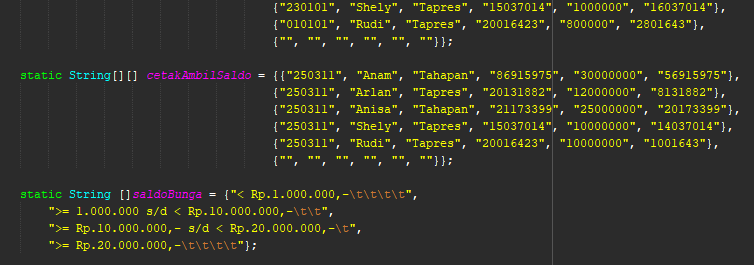 {"230101", "Shely", "Tapres", "15037014", "1000000", "16037014"},
{"010101", "Rudi", "Tapres", "20016423", "800000", "2801643"},
{"", "", "", "", "", ""}};
static String[][] cetakAmbilSaldo = {{"250311", "Anam", "Tahapan", "86915975", "30000000", "56915975"},
{"250311", "Arlan", "Tapres", "20131882", "12000000", "8131882"},
{"250311", "Anisa", "Tahapan", "21173399", "25000000", "20173399"},
{"250311", "Shely", "Tapres", "15037014", "10000000", "14037014"},
{"250311", "Rudi", "Tapres", "20016423", "10000000", "1001643"},
{"", "", "", "", "", ""}};
static String []saldoBunga = {"< Rp.1.000.000,-\t\t\t\t",
">= 1.000.000 s/d < Rp.10.000.000,-\t\t",
">= Rp.10.000,- s/d < Rp.20.000.000,-\t",
">= Rp.20.000.000,-\t\t\t\t"};